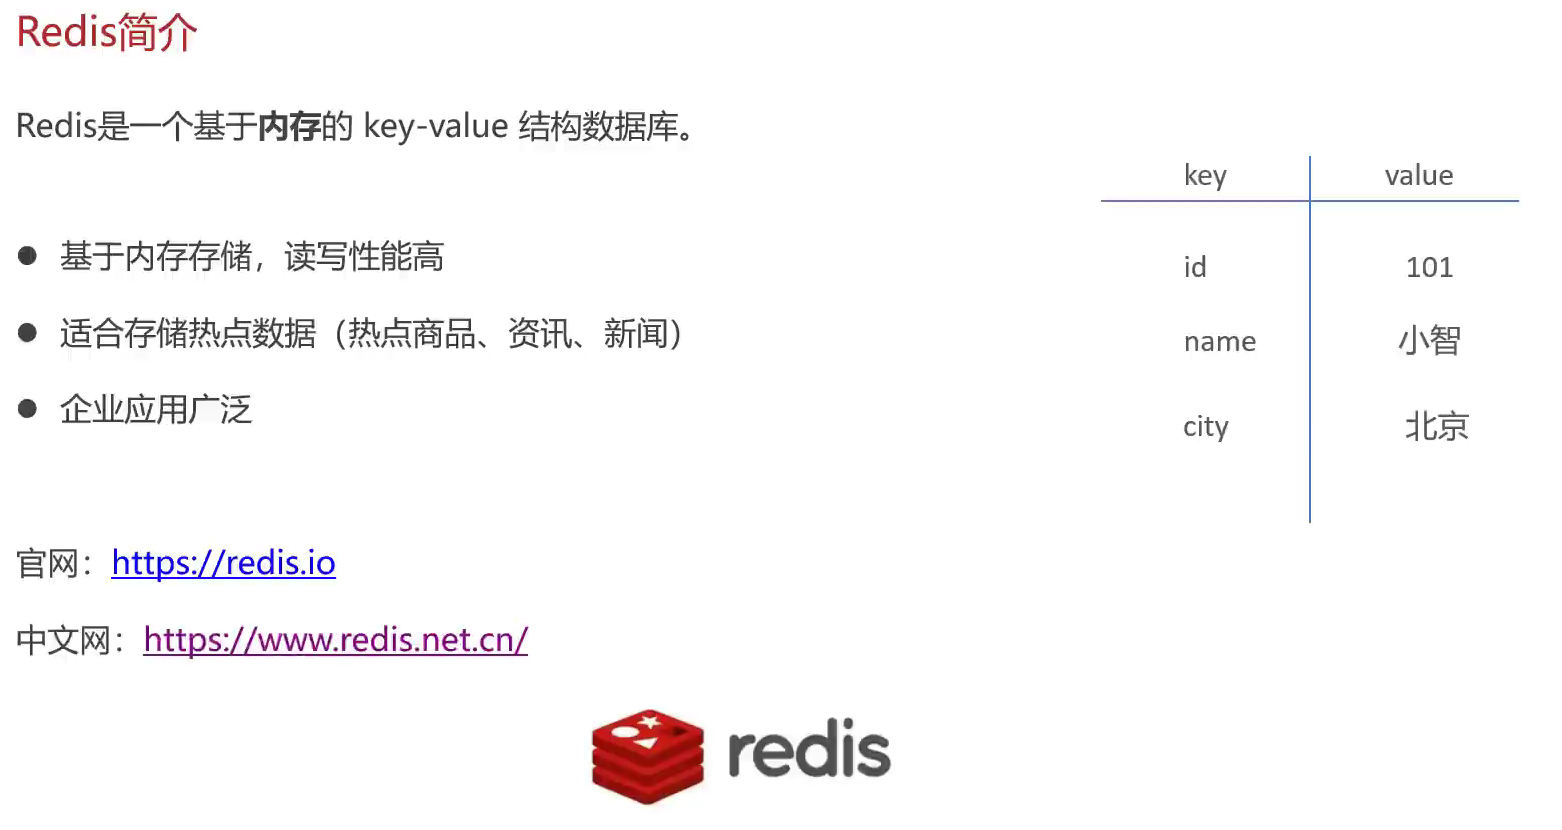 Redis简介
Redis是一个基于内存的 key-value 结构数据库。
● 基于内存存储，读写性能高
● 适合存储热点数据（热点商品、资讯、新闻）
● 企业应用广泛
key value
id 101
name 小智
city 北京
官网：https://redis.io
中文网：https://www.redis.net.cn/
redis